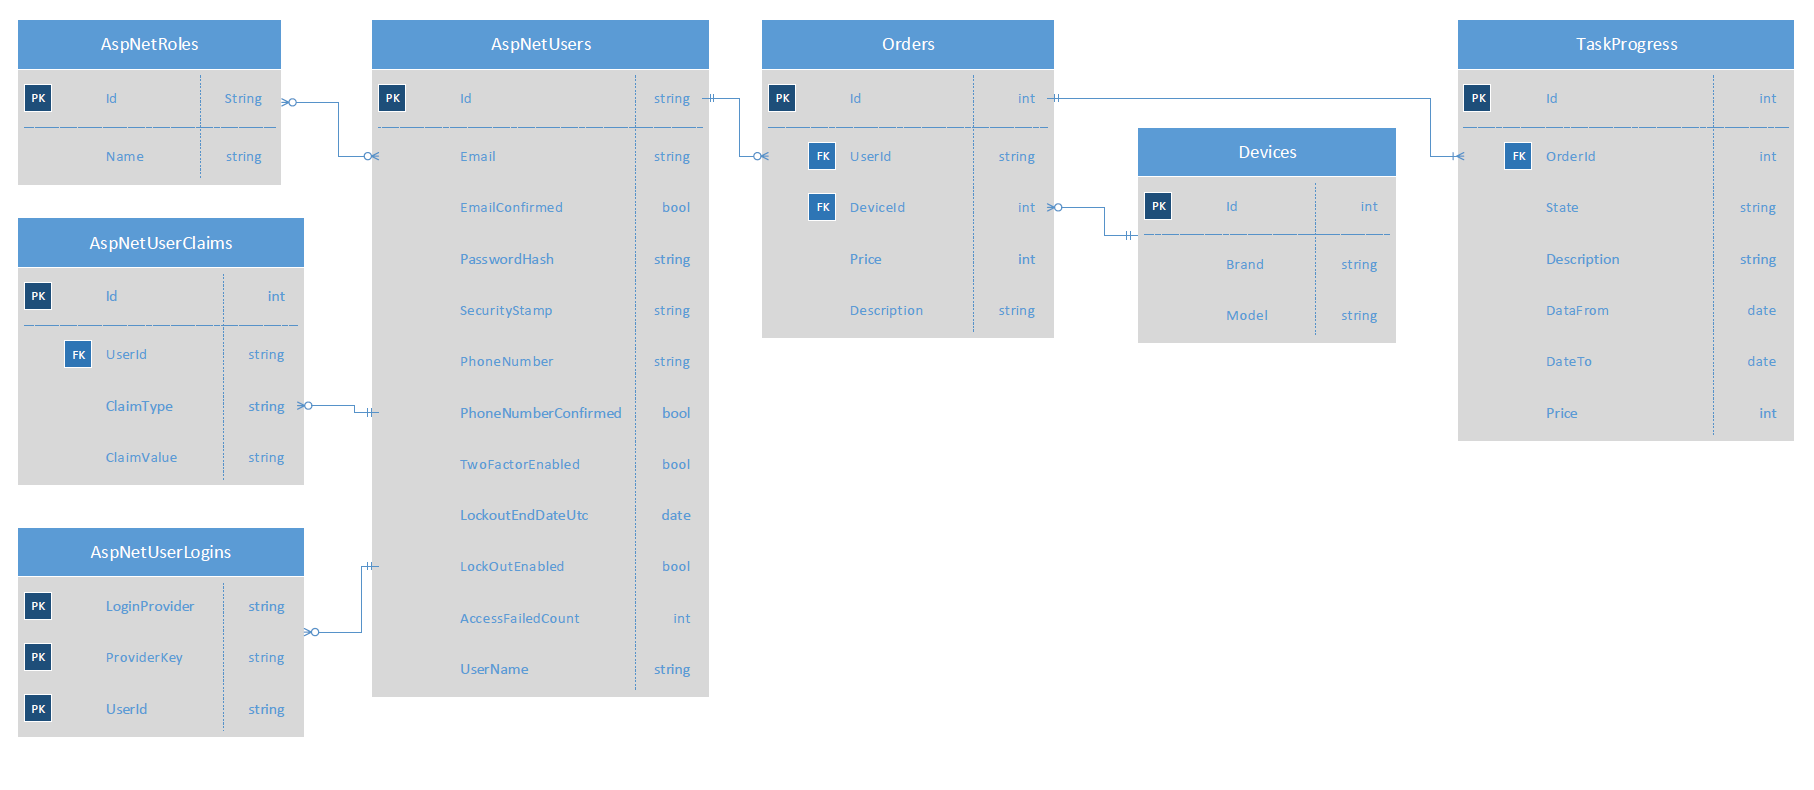 AspNetRoles
PK Id String
Name string
AspNetUserClaims
PK Id int
FK UserId string
ClaimType string
ClaimValue string
AspNetUserLogins
PK LoginProvider string
PK ProviderKey string
PK UserId string
AspNetUsers
PK Id string
Email string
EmailConfirmed bool
PasswordHash string
SecurityStamp string
PhoneNumber string
PhoneNumberConfirmed bool
TwoFactorEnabled bool
LockoutEndDateUtc date
LockOutEnabled bool
AccessFailedCount int
UserName string
Orders
PK Id int
FK UserId string
FK DeviceId int
Price int
Description string
Devices
PK Id int
Brand string
Model string
TaskProgress
PK Id int
FK OrderId int
State string
Description string
DataFrom date
DateTo date
Price int